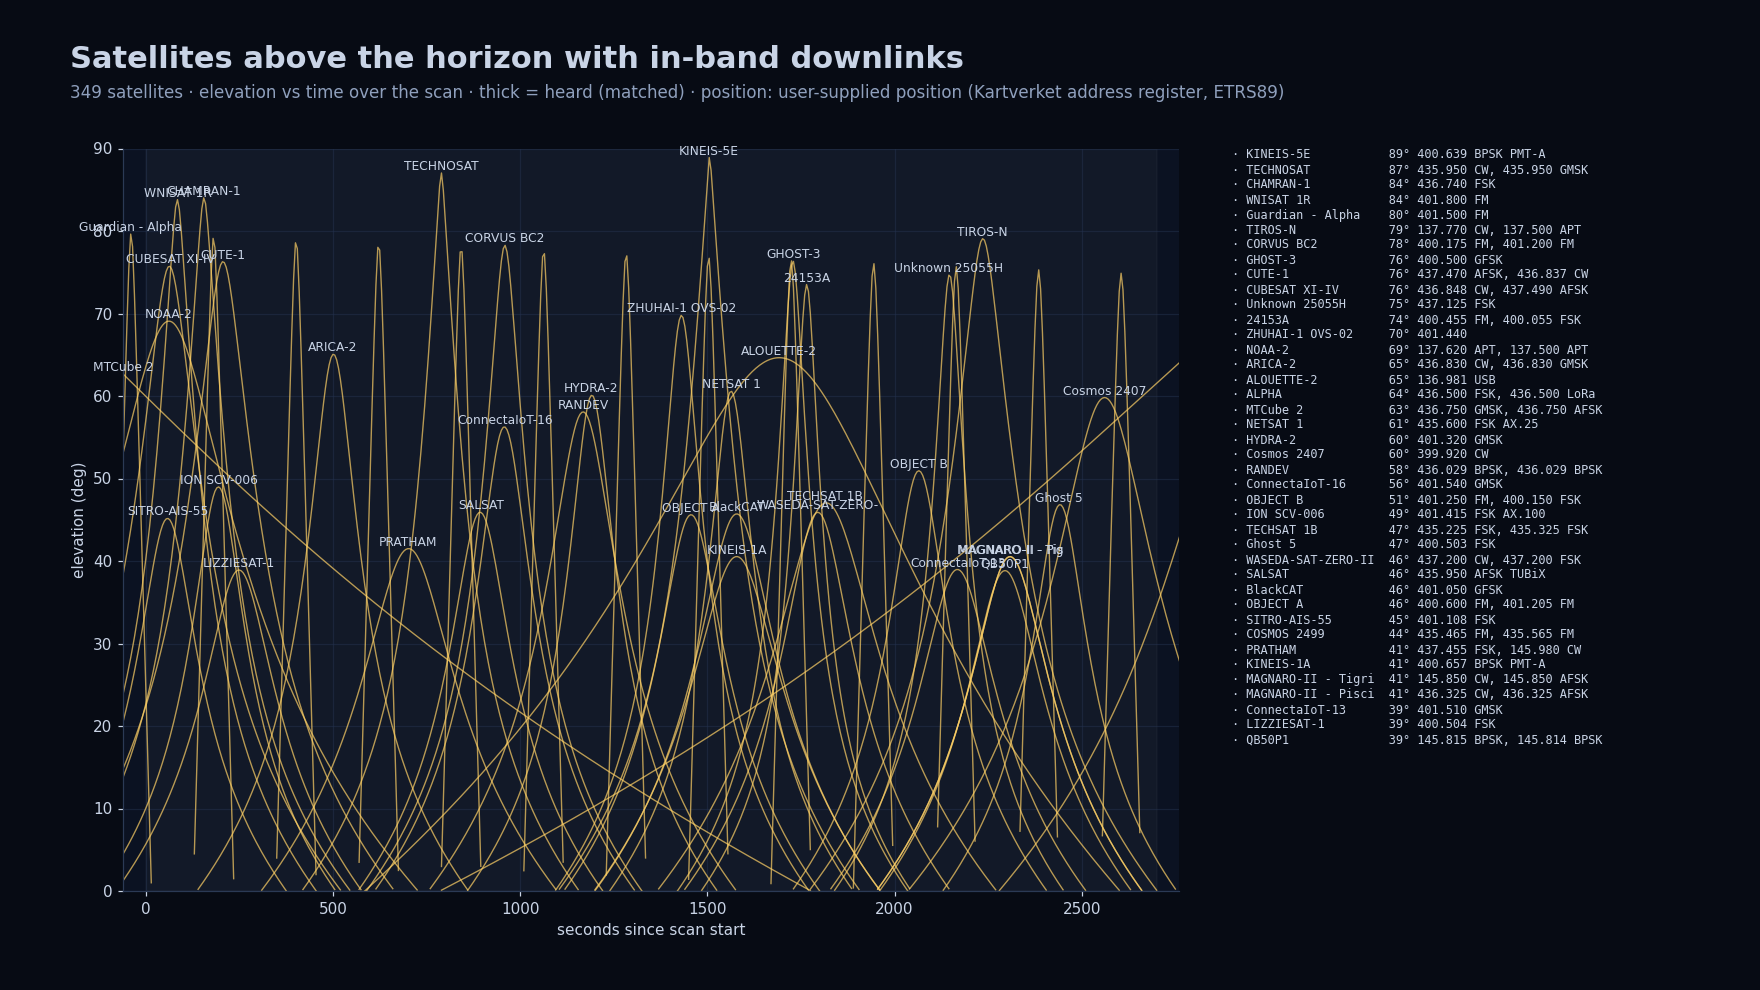 Satellites above the horizon with in-band downlinks
349 satellites · elevation vs time over the scan · thick = heard (matched) · position: user-supplied position (Kartverket address register, ETRS89)
KINEIS-5E
TECHNOSAT
WNISAT 1R
CHAMRAN-1
Guardian - Alpha
CORVUS BC2
TIROS-N
CUBESAT XI-IV
CUTE-1
GHOST-3
Unknown 25055H
24153A
NOAA-2
ZHUHAI-1 OVS-02
ARICA-2
ALOUETTE-2
MTCube 2
HYDRA-2
NETSAT 1
Cosmos 2407
RANDEV
ConnectaIoT-16
OBJECT B
ION SCV-006
TECHSAT 1B
Ghost 5
SITRO-AIS-55
SALSAT
OBJECT A
BlackCAT
WASEDA-SAT-ZERO-
PRATHAM
KINEIS-1A
MAGNARO-II - Tig
LIZZIESAT-1
ConnectaIoT-13
QB50P1
90
80
70
60
50
40
30
20
10
0
elevation (deg)
0 500 1000 1500 2000 2500
seconds since scan start
· KINEIS-5E 89° 400.639 BPSK PMT-A
· TECHNOSAT 87° 435.950 CW, 435.950 GMSK
· CHAMRAN-1 84° 436.740 FSK
· WNISAT 1R 84° 401.800 FM
· Guardian - Alpha 80° 401.500 FM
· TIROS-N 79° 137.770 CW, 137.500 APT
· CORVUS BC2 78° 400.175 FM, 401.200 FM
· GHOST-3 76° 400.500 GFSK
· CUTE-1 76° 437.470 AFSK, 436.837 CW
· CUBESAT XI-IV 76° 436.848 CW, 437.490 AFSK
· Unknown 25055H 75° 437.125 FSK
· 24153A 74° 400.455 FM, 400.055 FSK
· ZHUHAI-1 OVS-02 70° 401.440
· NOAA-2 69° 137.620 APT, 137.500 APT
· ARICA-2 65° 436.830 CW, 436.830 GMSK
· ALOUETTE-2 65° 136.981 USB
· ALPHA 64° 436.500 FSK, 436.500 LoRa
· MTCube 2 63° 436.750 GMSK, 436.750 AFSK
· NETSAT 1 61° 435.600 FSK AX.25
· HYDRA-2 60° 401.320 GMSK
· Cosmos 2407 60° 399.920 CW
· RANDEV 58° 436.029 BPSK, 436.029 BPSK
· ConnectaIoT-16 56° 401.540 GMSK
· OBJECT B 51° 401.250 FM, 400.150 FSK
· ION SCV-006 49° 401.415 FSK AX.100
· TECHSAT 1B 47° 435.225 FSK, 435.325 FSK
· Ghost 5 47° 400.503 FSK
· WASEDA-SAT-ZERO-II 46° 437.200 CW, 437.200 FSK
· SALSAT 46° 435.950 AFSK TUBiX
· BlackCAT 46° 401.050 GFSK
· OBJECT A 46° 400.600 FM, 401.205 FM
· SITRO-AIS-55 45° 401.108 FSK
· COSMOS 2499 44° 435.465 FM, 435.565 FM
· PRATHAM 41° 437.455 FSK, 145.980 CW
· KINEIS-1A 41° 400.657 BPSK PMT-A
· MAGNARO-II - Tigri 41° 145.850 CW, 145.850 AFSK
· MAGNARO-II - Pisci 41° 436.325 CW, 436.325 AFSK
· ConnectaIoT-13 39° 401.510 GMSK
· LIZZIESAT-1 39° 400.504 FSK
· QB50P1 39° 145.815 BPSK, 145.814 BPSK